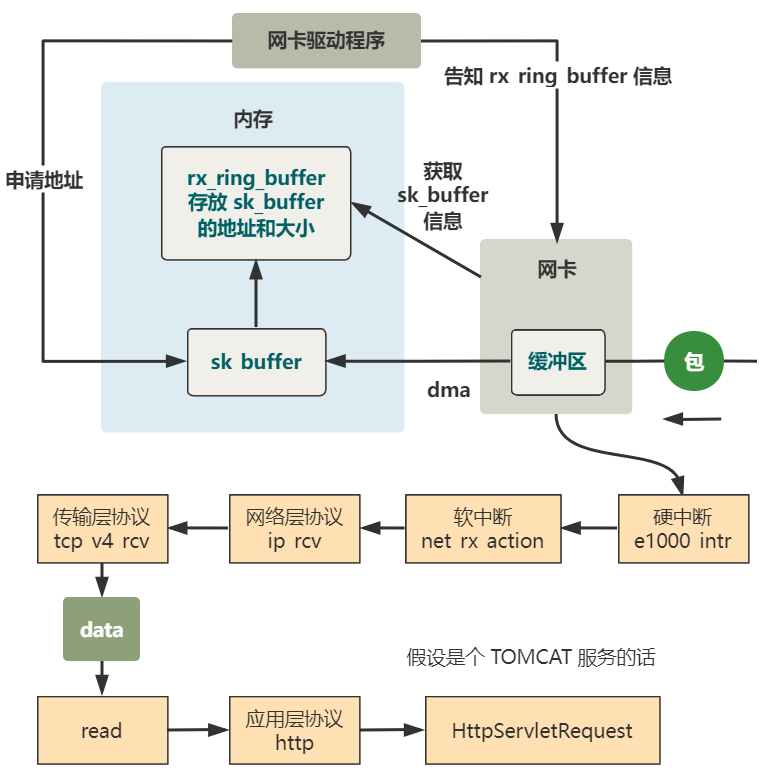 网卡驱动程序
告知 rx ring buffer 信息
内存
申请地址
rx_ring_buffer
存放 sk_buffer
的地址和大小
获取
sk_buffer
信息
网卡
sk buffer
缓冲区
包
dma
传输层协议
tcp v4 rcv
网络层协议
ip rcv
软中断
net rx action
硬中断
e1000 intr
data
假设是个 TOMCAT 服务的话
read
应用层协议
http
HttpServletRequest